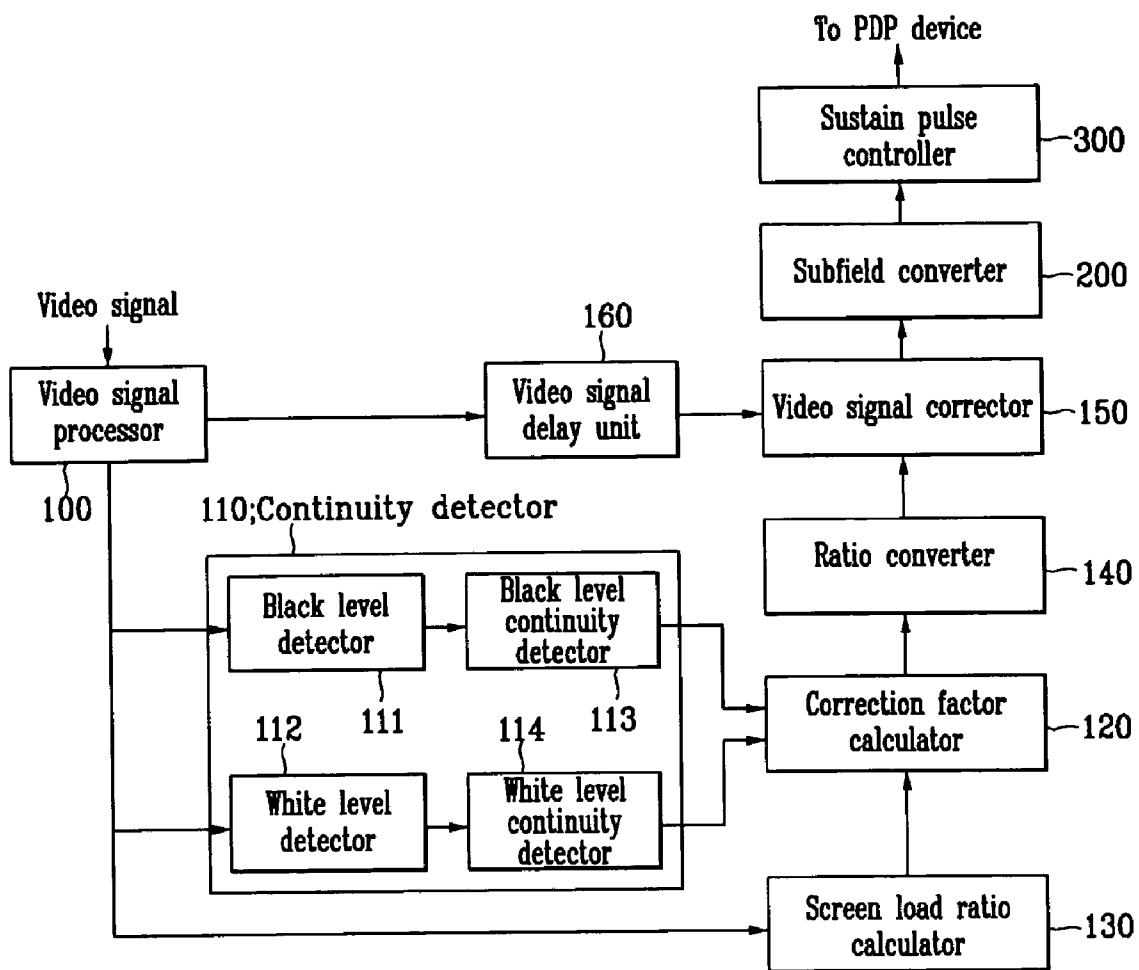 To PDP device
Sustain pulse
controller
300
Subfield converter
200
Video signal
160
Video signal
processor
Video signal
delay unit
Video signal corrector
150
100
110;Continuity detector
Ratio converter
140
Black level
detector
Black level
continuity
detector
111
113
Correction factor
calculator
120
112
114
White level
detector
White level
continuity
detector
Screen load ratio
calculator
130